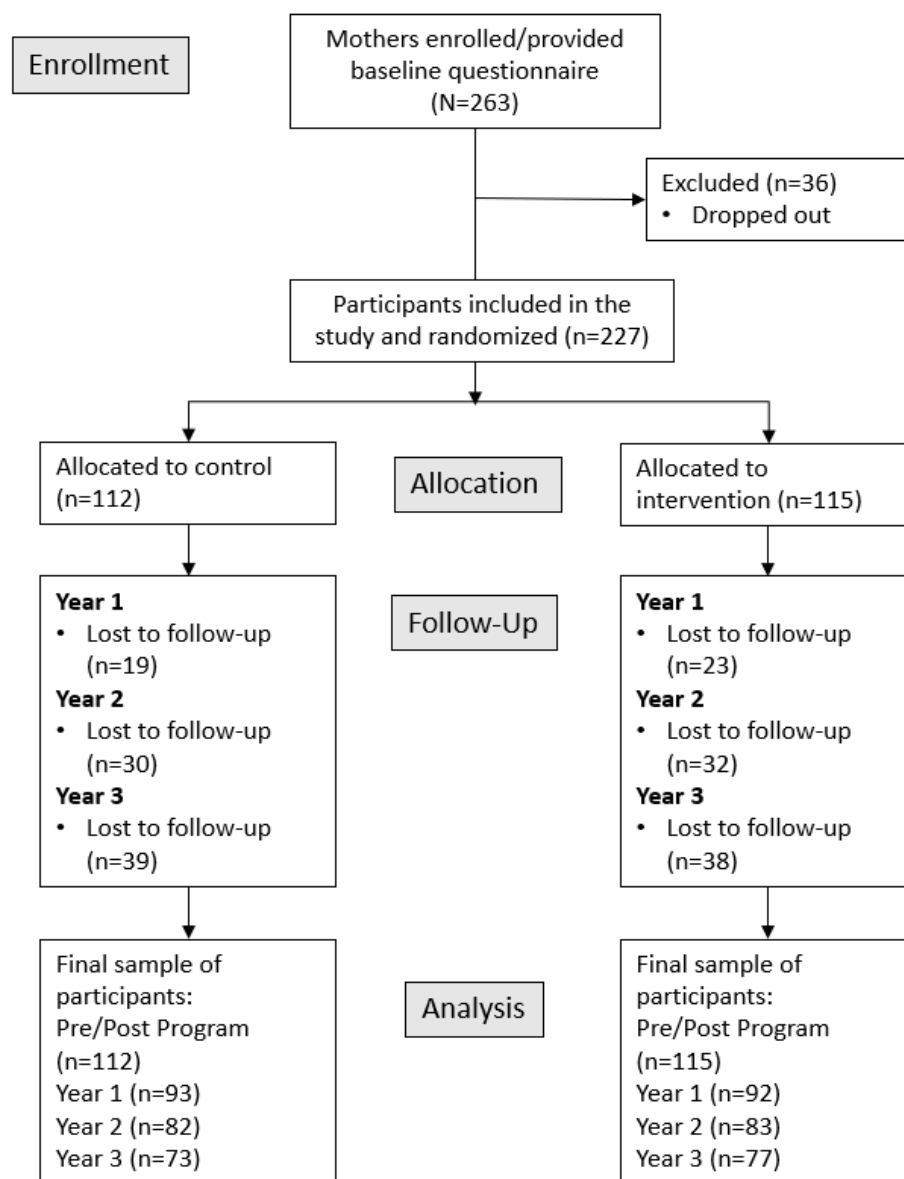 Enrollment
Mothers enrolled/provided
baseline questionnaire
(N=263)
Excluded (n=36)
• Dropped out
Participants included in the
study and randomized (n=227)
Allocated to control
(n=112)
Allocation
Allocated to
intervention (n=115)
Year 1
• Lost to follow-up
(n=19)
Year 2
• Lost to follow-up
(n=30)
Year 3
• Lost to follow-up
(n=39)
Follow-Up
Year 1
• Lost to follow-up
(n=23)
Year 2
• Lost to follow-up
(n=32)
Year 3
• Lost to follow-up
(n=38)
Final sample of
participants:
Pre/Post Program
(n=112)
Year 1 (n=93)
Year 2 (n=82)
Year 3 (n=73)
Analysis
Final sample of
participants:
Pre/Post Program
(n=115)
Year 1 (n=92)
Year 2 (n=83)
Year 3 (n=77)